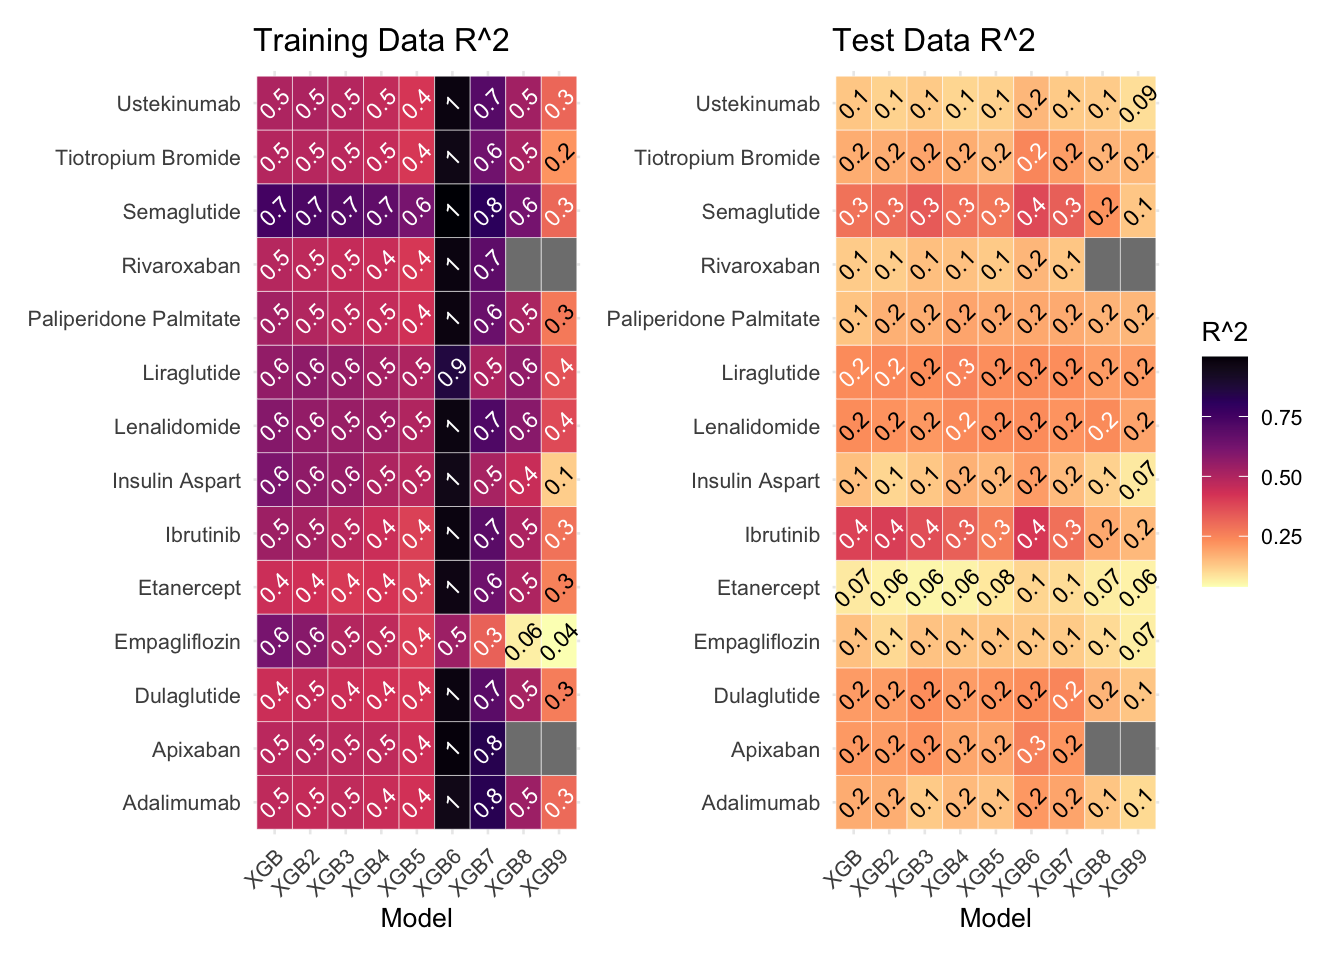 Training Data R^2
Ustekinumab 0.5 0.5 0.5 0.5 0.4 1 0.7 0.5 0.3
Tiotropium Bromide 0.5 0.5 0.5 0.5 0.4 1 0.6 0.5 0.2
Semaglutide 0.7 0.7 0.7 0.7 0.6 1 0.8 0.6 0.3
Rivaroxaban 0.5 0.5 0.5 0.4 0.4 1 0.7
Paliperidone Palmitate 0.5 0.5 0.5 0.5 0.4 1 0.6 0.5 0.3
Liraglutide 0.6 0.6 0.6 0.5 0.5 0.9 0.5 0.6 0.4
Lenalidomide 0.6 0.6 0.5 0.5 0.5 1 0.7 0.6 0.4
Insulin Aspart 0.6 0.6 0.6 0.5 0.5 1 0.5 0.4 0.1
Ibrutinib 0.5 0.5 0.5 0.4 0.4 1 0.7 0.5 0.3
Etanercept 0.4 0.4 0.4 0.4 0.4 1 0.6 0.5 0.3
Empagliflozin 0.6 0.6 0.5 0.5 0.4 0.5 0.3 0.06 0.04
Dulaglutide 0.4 0.5 0.4 0.4 0.4 1 0.7 0.5 0.3
Apixaban 0.5 0.5 0.5 0.5 0.4 1 0.8
Adalimumab 0.5 0.5 0.5 0.4 0.4 1 0.8 0.5 0.3
XGB XGB2 XGB3 XGB4 XGB5 XGB6 XGB7 XGB8 XGB9
Model
Test Data R^2
Ustekinumab 0.1 0.1 0.1 0.1 0.1 0.2 0.1 0.1 0.09
Tiotropium Bromide 0.2 0.2 0.2 0.2 0.2 0.2 0.2 0.2 0.2
Semaglutide 0.3 0.3 0.3 0.3 0.3 0.4 0.3 0.2 0.1
Rivaroxaban 0.1 0.1 0.1 0.1 0.1 0.2 0.1
Paliperidone Palmitate 0.1 0.2 0.2 0.2 0.2 0.2 0.2 0.2 0.2
Liraglutide 0.2 0.2 0.2 0.3 0.2 0.2 0.2 0.2 0.2
Lenalidomide 0.2 0.2 0.2 0.2 0.2 0.2 0.2 0.2 0.2
Insulin Aspart 0.1 0.1 0.1 0.2 0.2 0.2 0.2 0.1 0.07
Ibrutinib 0.4 0.4 0.4 0.3 0.3 0.4 0.3 0.2 0.2
Etanercept 0.07 0.06 0.06 0.06 0.08 0.1 0.1 0.07 0.06
Empagliflozin 0.1 0.1 0.1 0.1 0.1 0.1 0.1 0.1 0.07
Dulaglutide 0.2 0.2 0.2 0.2 0.2 0.2 0.2 0.2 0.1
Apixaban 0.2 0.2 0.2 0.2 0.2 0.3 0.2
Adalimumab 0.2 0.2 0.1 0.2 0.1 0.2 0.2 0.1 0.1
XGB XGB2 XGB3 XGB4 XGB5 XGB6 XGB7 XGB8 XGB9
Model
R^2
0.75
0.50
0.25